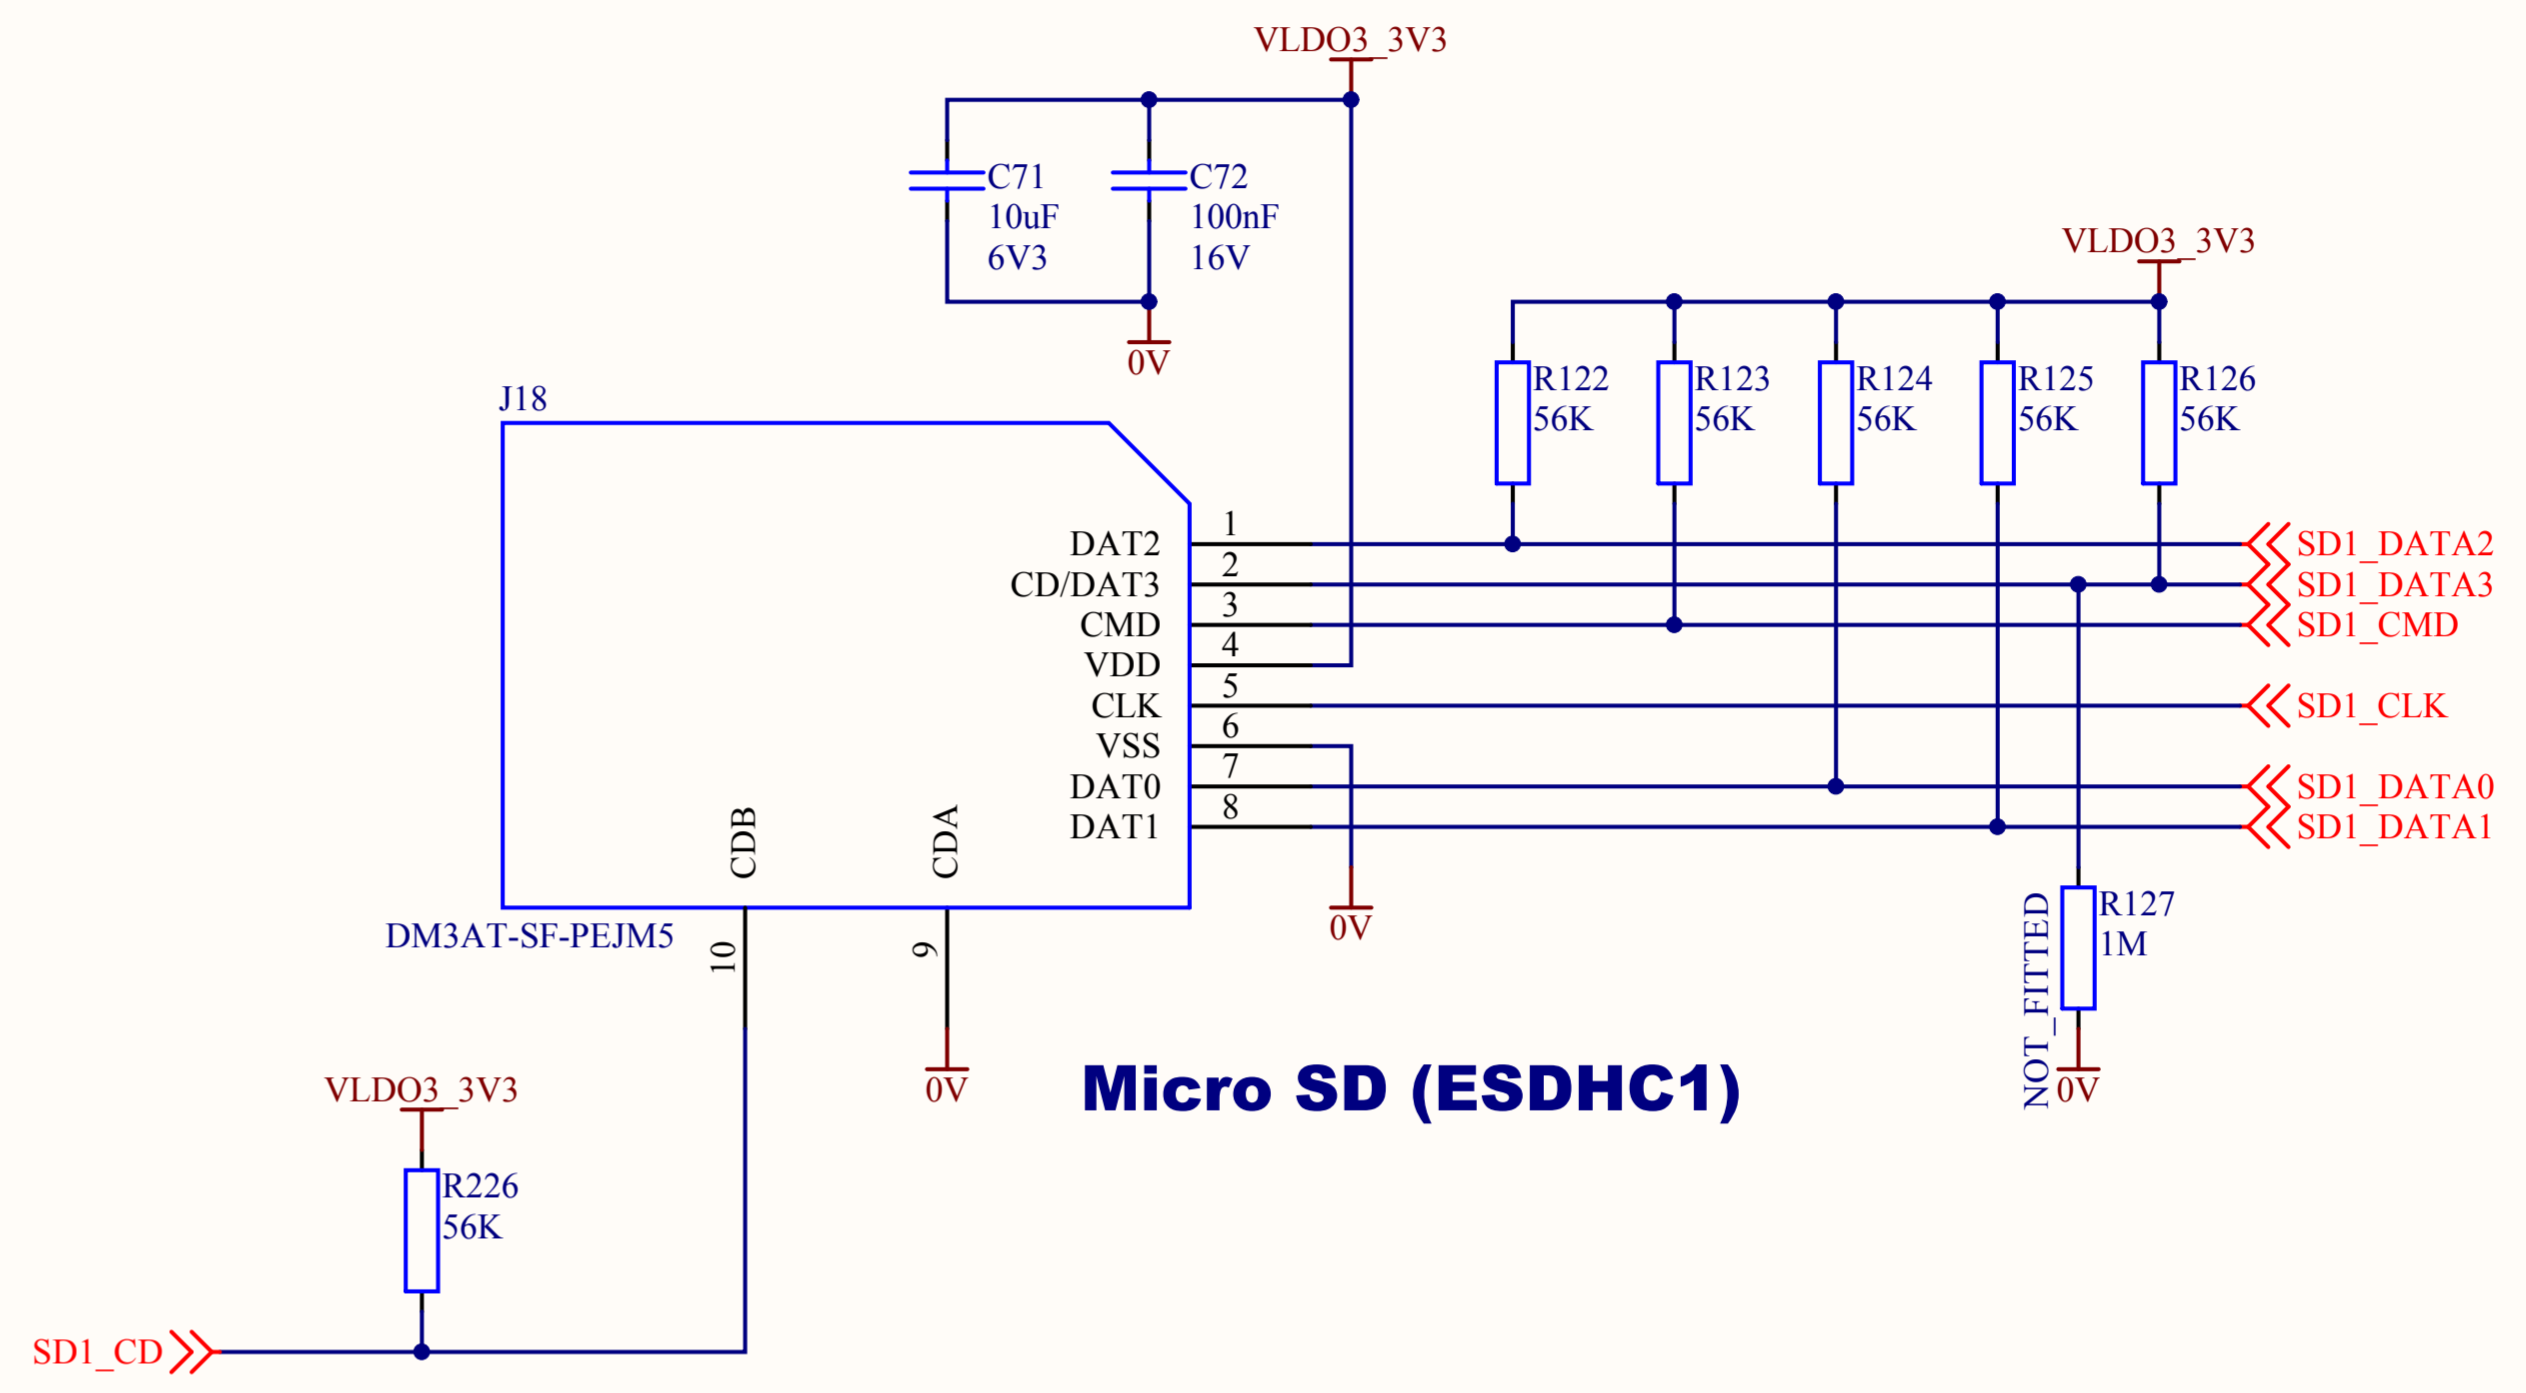 VLDO3_3V3
C71
10uF
6V3
C72
100nF
16V
0V
VLDO3_3V3
R122
56K
R123
56K
R124
56K
R125
56K
R126
56K
J18
DAT2
1
SD1_DATA2
CD/DAT3
2
SD1_DATA3
CMD
3
SD1_CMD
VDD
4
CLK
5
SD1_CLK
VSS
6
DAT0
7
SD1_DATA0
DAT1
8
SD1_DATA1
CDB
CDA
0V
DM3AT-SF-PEJM5
10
9
0V
NOT_FITTED
R127
1M
0V
Micro SD (ESDHC1)
VLDO3_3V3
R226
56K
SD1_CD